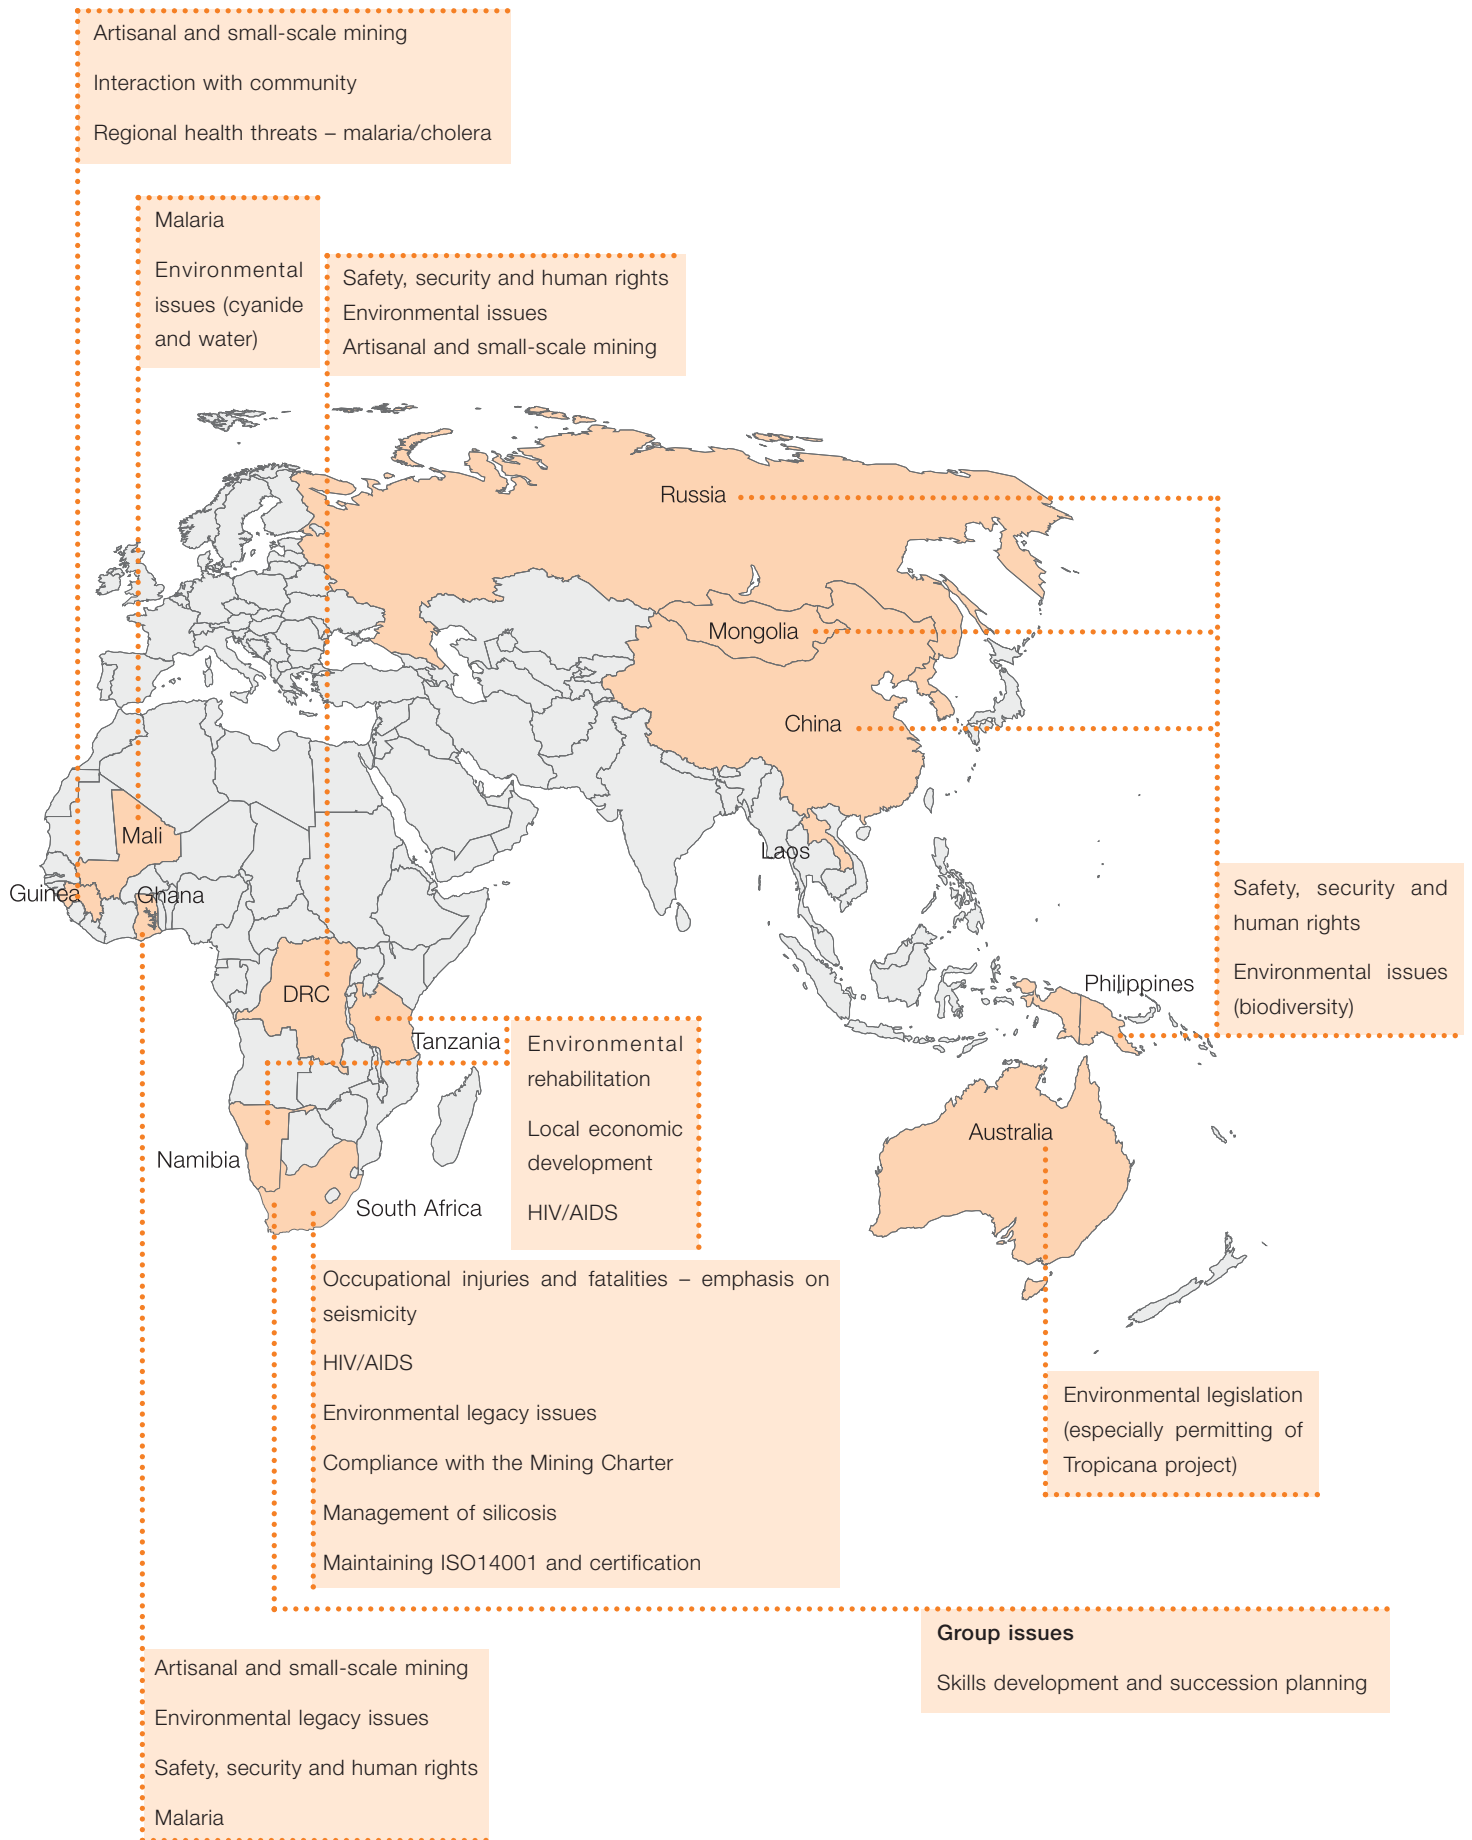 Artisanal and small-scale mining
Interaction with community
Regional health threats – malaria/cholera
Malaria
Environmental
issues (cyanide
and water)
Safety, security and human rights
Environmental issues
Artisanal and small-scale mining
Russia
Mongolia
China
Mali
Laos
Guinea
Ghana
Safety, security and
human rights
Environmental issues
(biodiversity)
Philippines
DRC
Tanzania
Environmental
rehabilitation
Local economic
development
HIV/AIDS
Australia
Namibia
South Africa
Occupational injuries and fatalities – emphasis on
seismicity
HIV/AIDS
Environmental legacy issues
Compliance with the Mining Charter
Management of silicosis
Maintaining ISO14001 and certification
Environmental legislation
(especially permitting of
Tropicana project)
Group issues
Skills development and succession planning
Artisanal and small-scale mining
Environmental legacy issues
Safety, security and human rights
Malaria